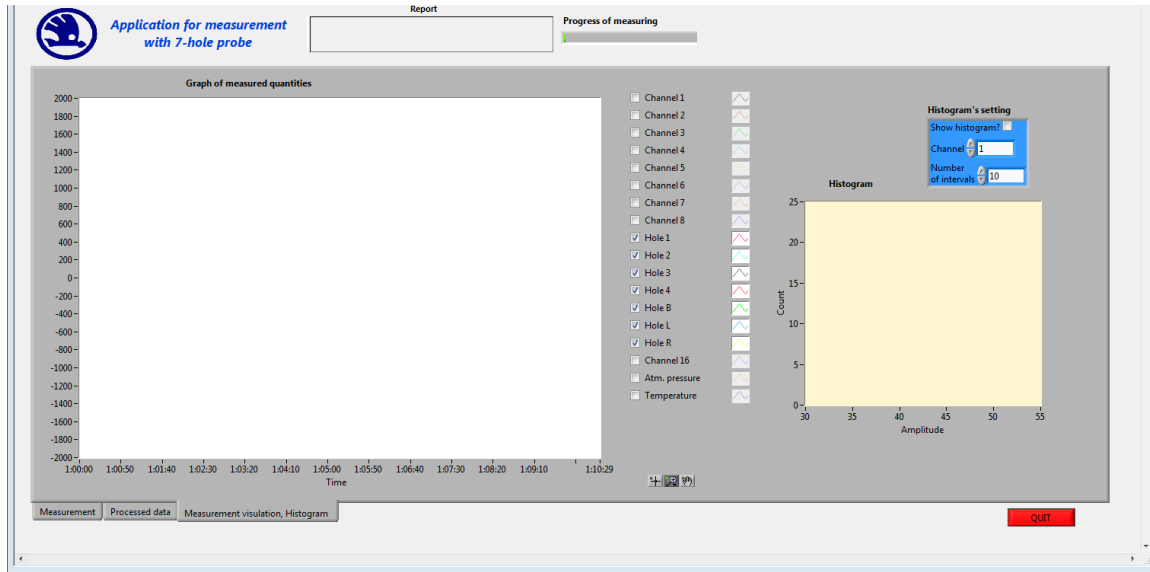 Report
Progress of measuring
Application for measurement
with 7-hole probe
Graph of measured quantities
2000
1800
1600
1400
1200
1000
800
600
400
200
0
-200
-400
-600
-800
-1000
-1200
-1400
-1600
-1800
-2000
1:00:00 1:00:50 1:01:40 1:02:30 1:03:20 1:04:10 1:05:00 1:05:50 1:06:40 1:07:30 1:08:20 1:09:10 1:10:29
Time
Channel 1
Channel 2
Channel 3
Channel 4
Channel 5
Channel 6
Channel 7
Channel 8
Hole 1
Hole 2
Hole 3
Hole 4
Hole B
Hole L
Hole R
Channel 16
Atm. pressure
Temperature
Histogram's setting
Show histogram?
Channel 1
Number
of intervals 10
Histogram
25
20
15
10
5
0
Count
30 35 40 45 50 55
Amplitude
Measurement Processed data Measurement visulation, Histogram
QUIT